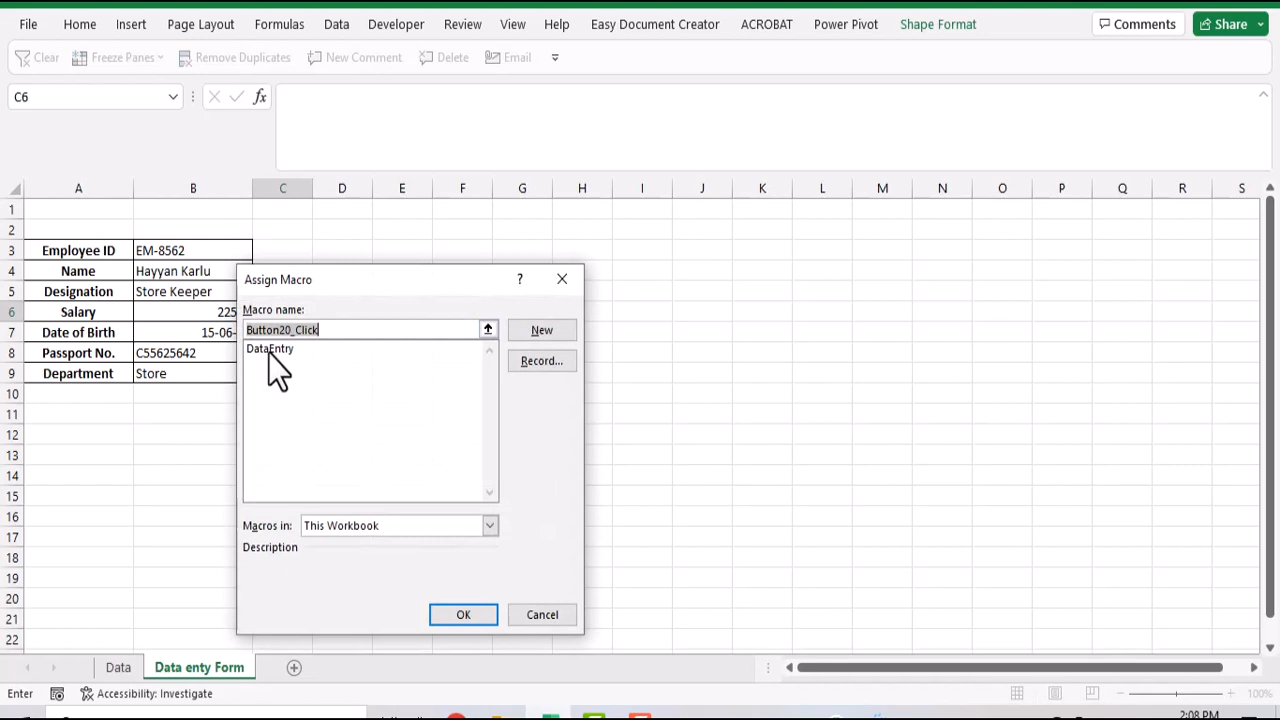 File Home Insert Page Layout Formulas Data Developer Review View Help Easy Document Creator ACROBAT Power Pivot Shape Format Comments Share
Clear Freeze Panes Remove Duplicates New Comment Delete Email
C6 fx
A B C D E F G H I J K L M N O P Q R S
1
2
3 Employee ID EM-8562
4 Name Hayyan Karlu
5 Designation Store Keeper
6 Salary 225
7 Date of Birth 15-06-
8 Passport No. C55625642
9 Department Store
10
11
12
13
14
15
16
17
18
19
20
21
22
Assign Macro ?
Macro name:
Button20_Click New
DataEntry Record...
Macros in: This Workbook
Description
OK Cancel
Data Data enty Form
Enter Accessibility: Investigate 100%
2:08 PM